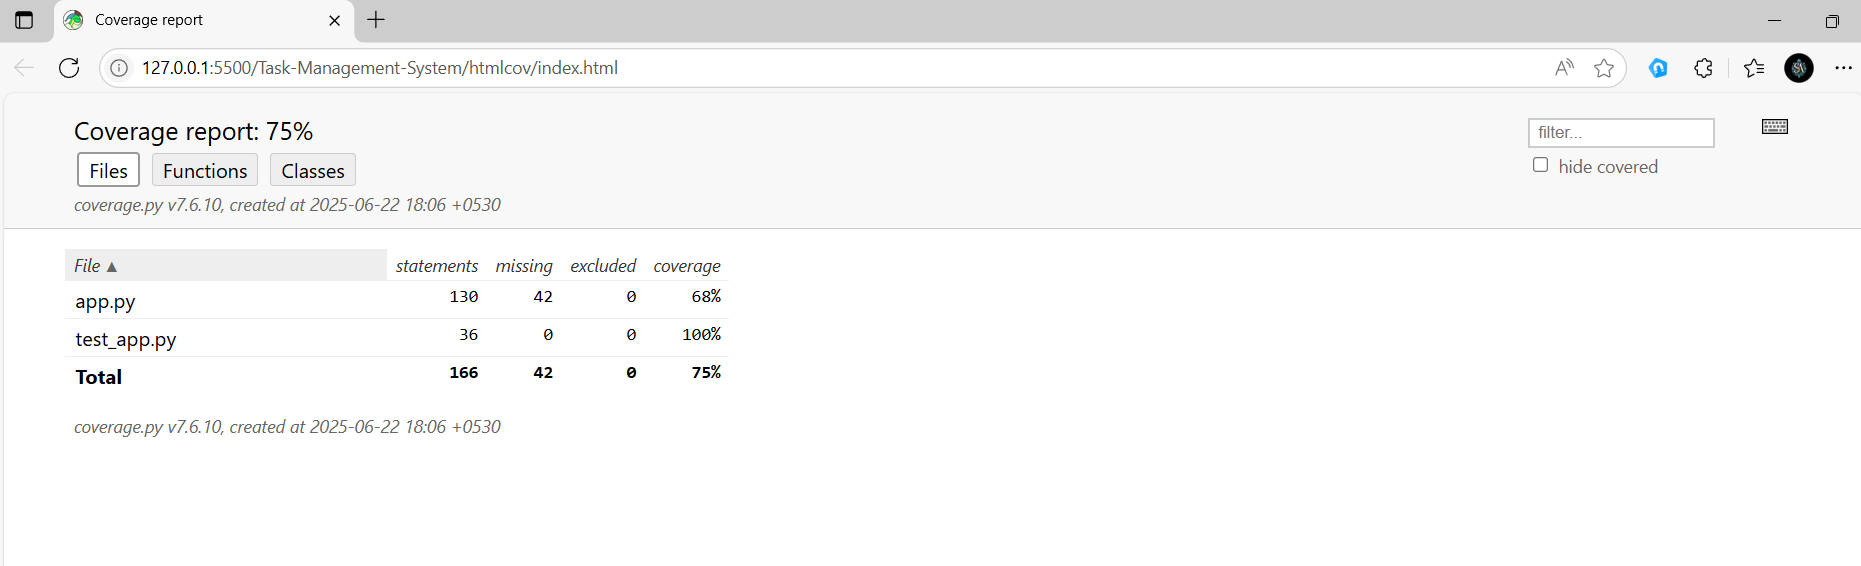 Coverage report
127.0.0.1:5500/Task-Management-System/htmlcov/index.html
Coverage report: 75%
filter...
Files Functions Classes
hide covered
coverage.py v7.6.10, created at 2025-06-22 18:06 +0530
File ▲ statements missing excluded coverage
app.py 130 42 0 68%
test_app.py 36 0 0 100%
Total 166 42 0 75%
coverage.py v7.6.10, created at 2025-06-22 18:06 +0530